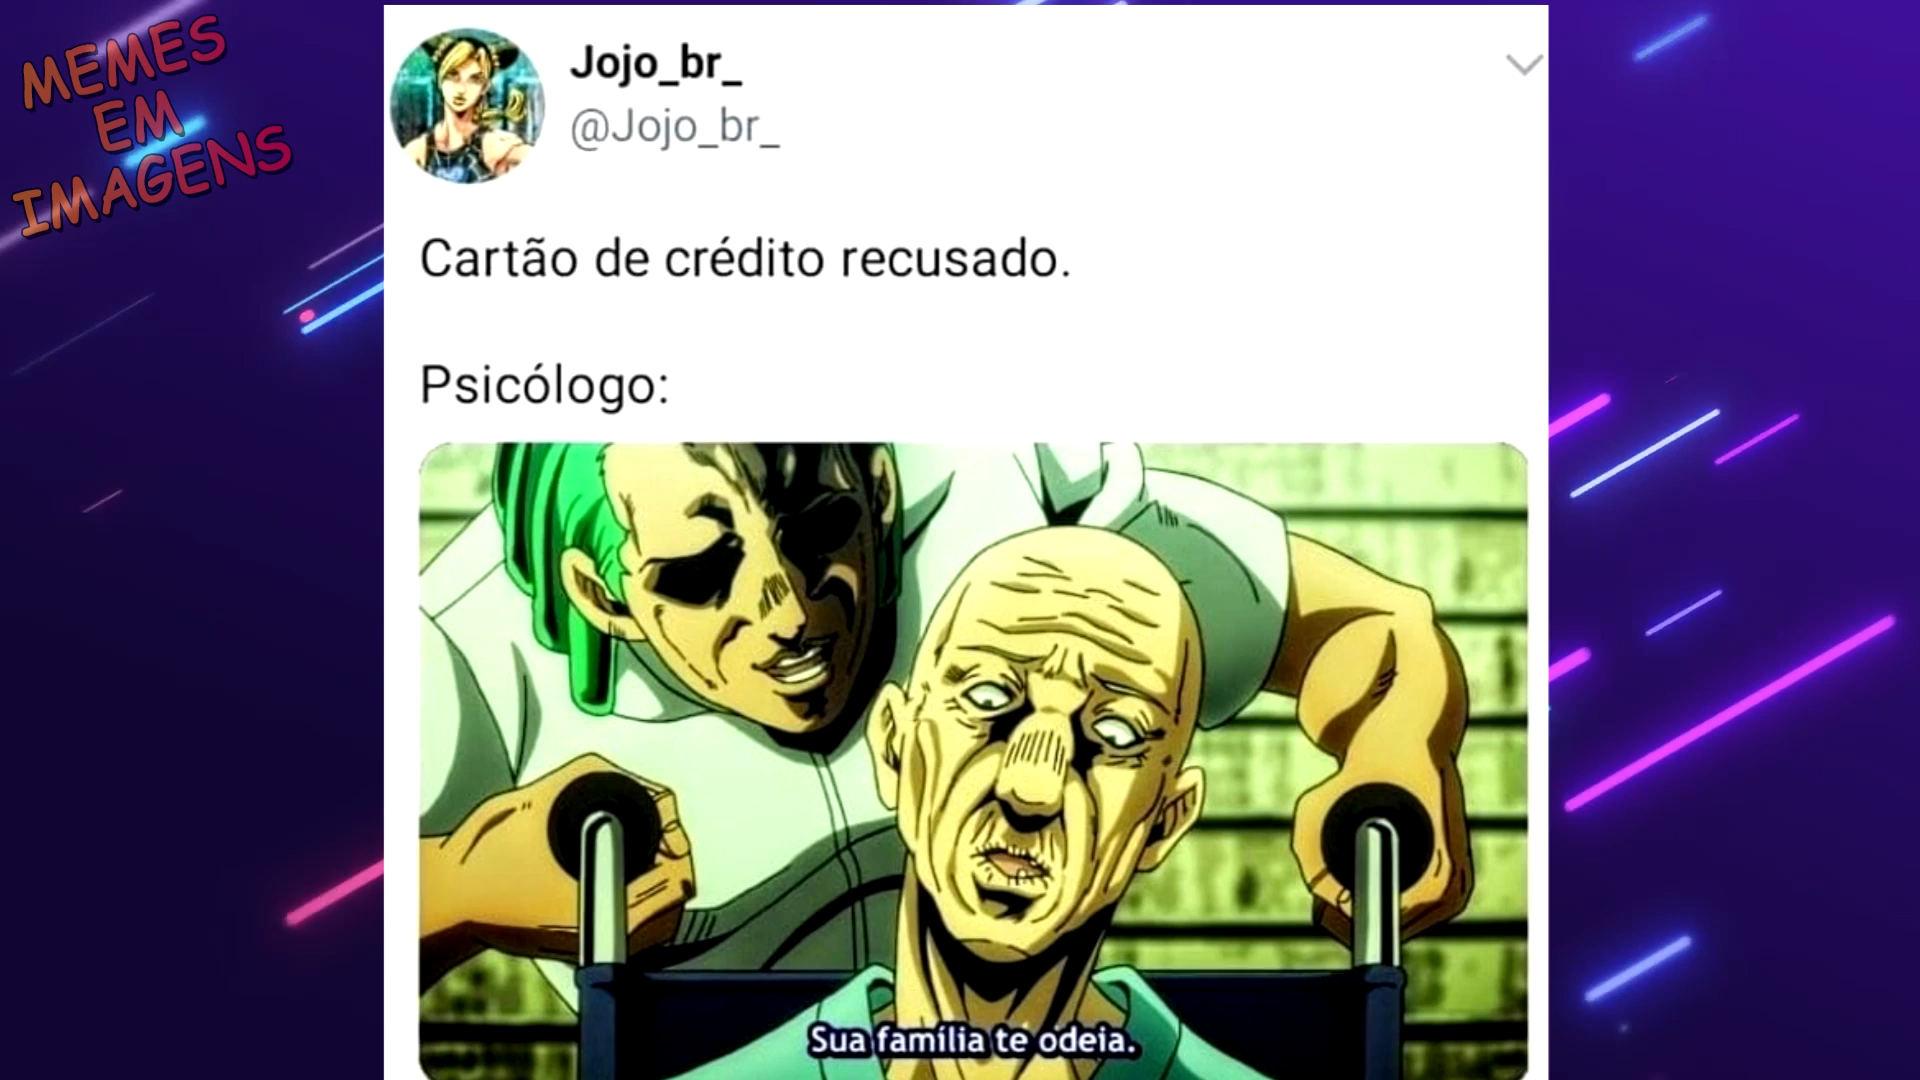 MEMES
EM
IMAGENS
Jojo_br_
@Jojo_br_
Cartão de crédito recusado.
Psicólogo:
Sua família te odeia.